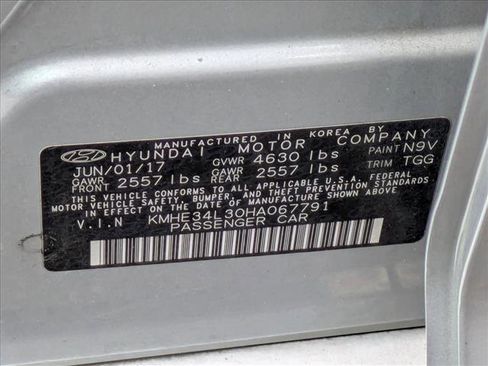 MANUFACTURED IN KOREA BY
HYUNDAI MOTOR COMPANY
JUN/01/17 GVWR 4630 lbs PAINT N9V
GAWR FRONT 2557 lbs GAWR REAR 2557 lbs TRIM TGG
THIS VEHICLE CONFORMS TO ALL APPLICABLE U.S.A. FEDERAL
MOTOR VEHICLE SAFETY, BUMPER, AND THEFT PREVENTION STANDARDS
IN EFFECT ON THE DATE OF MANUFACTURE SHOWN ABOVE.
V.I.N KMHE34L30HA067791
PASSENGER CAR